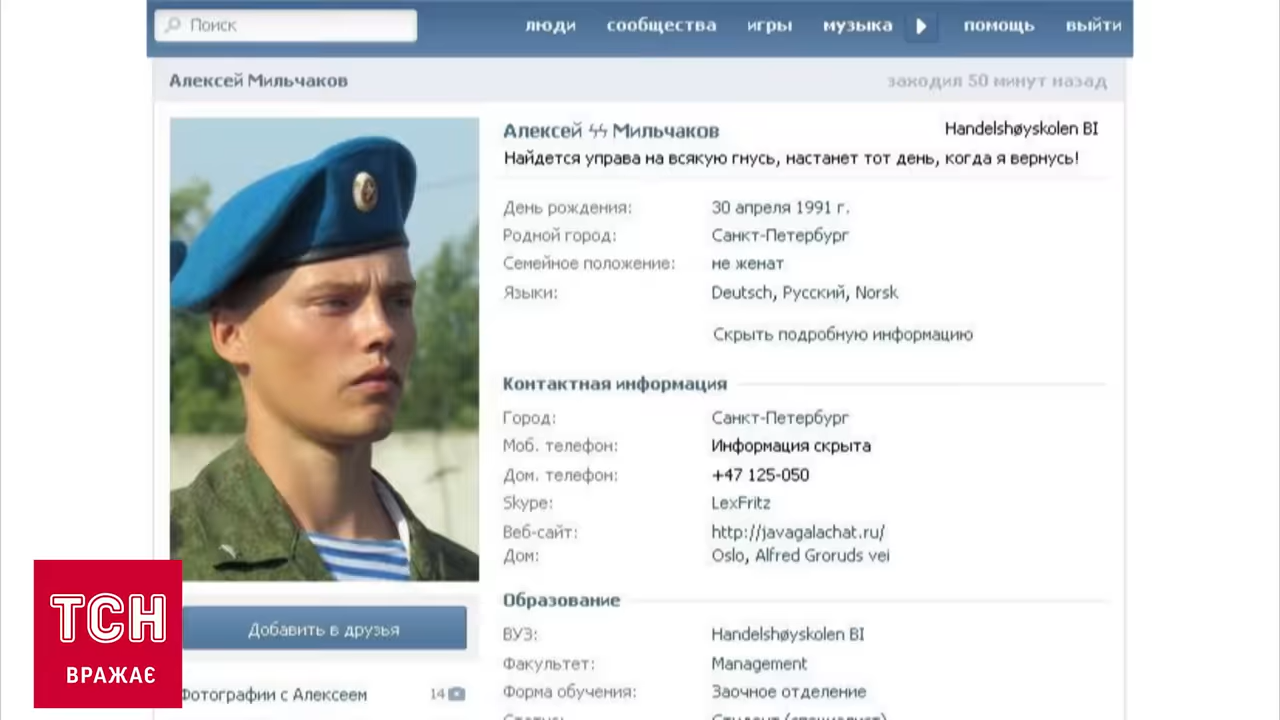 Поиск
люди сообщества игры музыка помощь выйти
Алексей Мильчаков заходил 50 минут назад
Алексей ϟϟ Мильчаков Handelshøyskolen BI
Найдется управа на всякую гнусь, настанет тот день, когда я вернусь!
День рождения: 30 апреля 1991 г.
Родной город: Санкт-Петербург
Семейное положение: не женат
Языки: Deutsch, Русский, Norsk
Скрыть подробную информацию
Контактная информация
Город: Санкт-Петербург
Моб. телефон: Информация скрыта
Дом. телефон: +47 125-050
Skype: LexFritz
Веб-сайт: http://javagalachat.ru/
Дом: Oslo, Alfred Groruds vei
Образование
ВУЗ: Handelshøyskolen BI
Факультет: Management
Форма обучения: Заочное отделение
Статус: Студент (специалист)
Добавить в друзья
Фотографии с Алексеем 14
ТСН
ВРАЖАЄ